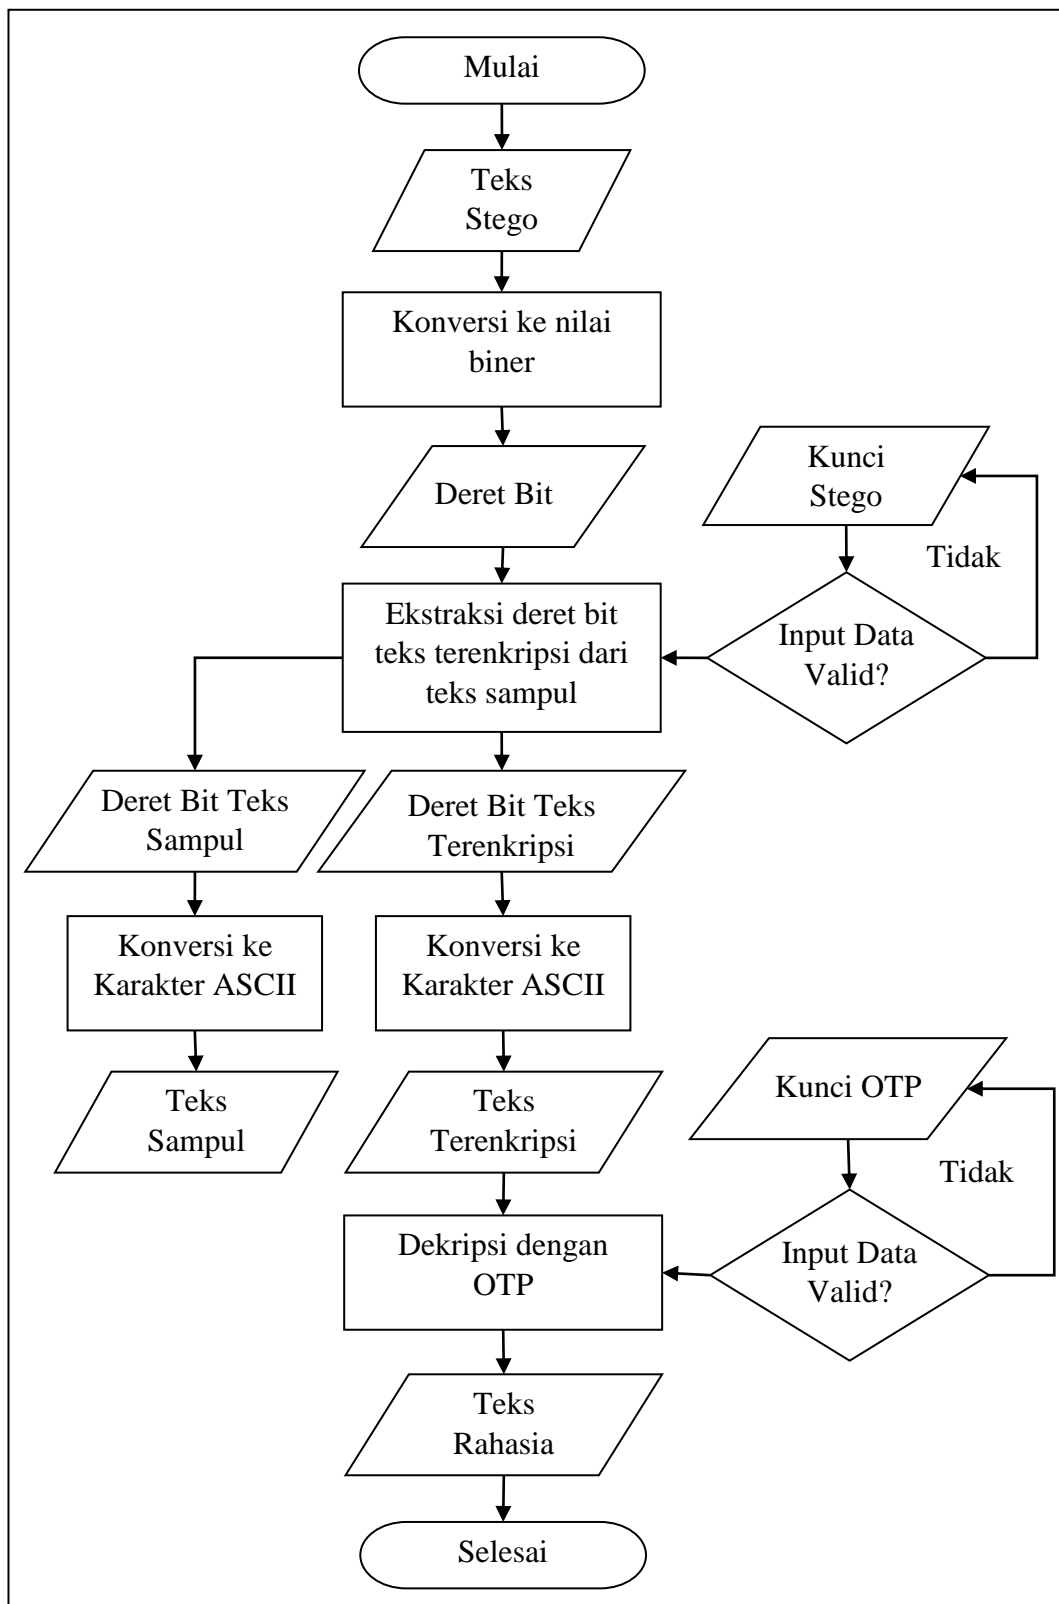 Mulai
Teks
Stego
Konversi ke nilai
biner
Deret Bit
Kunci
Stego
Tidak
Input Data
Valid?
Ekstraksi deret bit
teks terenkripsi dari
teks sampul
Deret Bit Teks
Sampul
Deret Bit Teks
Terenkripsi
Konversi ke
Karakter ASCII
Konversi ke
Karakter ASCII
Teks
Sampul
Teks
Terenkripsi
Kunci OTP
Tidak
Input Data
Valid?
Dekripsi dengan
OTP
Teks
Rahasia
Selesai